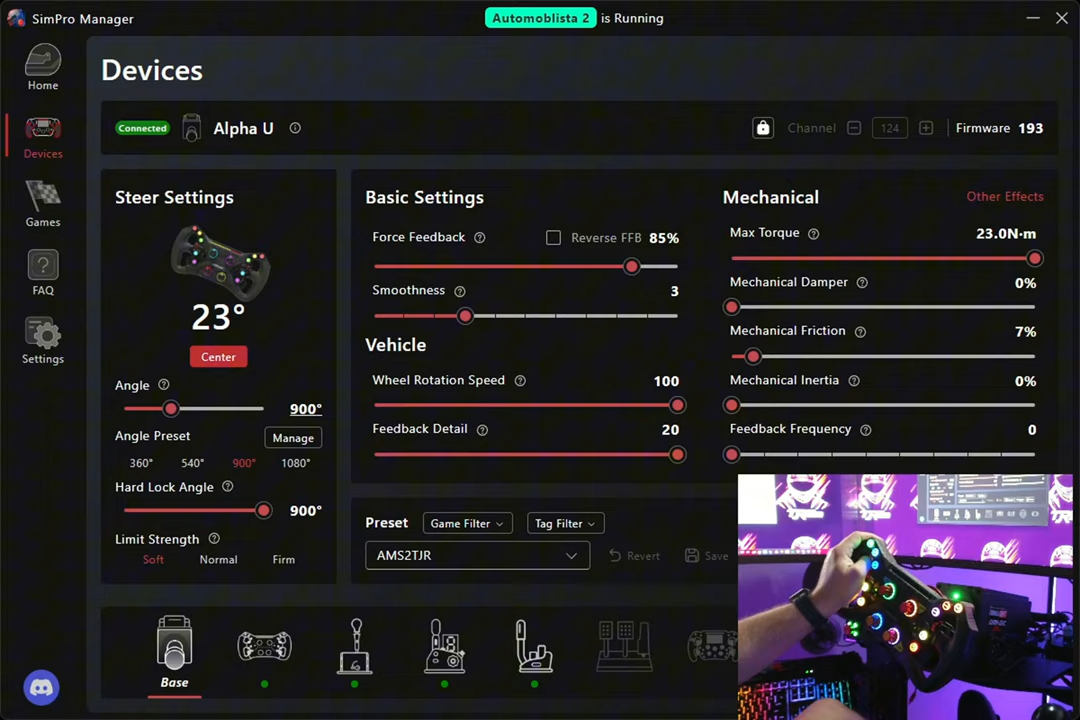 SimPro Manager
Automoblista 2 is Running
Home
Devices
Games
FAQ
Settings
Devices
Connected
Alpha U
Channel
124
Firmware 193
Steer Settings
23°
Center
Angle
900°
Angle Preset
Manage
360° 540° 900° 1080°
Hard Lock Angle
900°
Limit Strength
Soft Normal Firm
Basic Settings
Force Feedback
Reverse FFB 85%
Smoothness
3
Vehicle
Wheel Rotation Speed
100
Feedback Detail
20
Mechanical
Other Effects
Max Torque
23.0N·m
Mechanical Damper
0%
Mechanical Friction
7%
Mechanical Inertia
0%
Feedback Frequency
0
Preset
Game Filter
Tag Filter
AMS2TJR
Revert
Save
Base